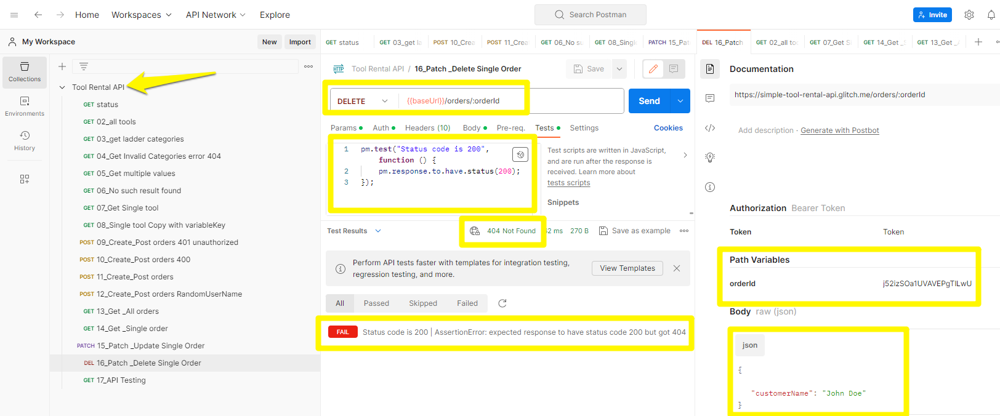 Home Workspaces API Network Explore Search Postman Invite
My Workspace New Import
GET status GET 03_get la POST 10_Crea POST 11_Crea GET 06_No su GET 08_Single PATCH 15_Pat DEL 16_Patch GET 02_all too GET 07_Get Si GET 14_Get _S GET 13_Get _A
Collections
Environments
History
Tool Rental API
GET status
GET 02_all tools
GET 03_get ladder categories
GET 04_Get Invalid Categories error 404
GET 05_Get multiple values
GET 06_No such result found
GET 07_Get Single tool
GET 08_Single tool Copy with variableKey
POST 09_Create_Post orders 401 unauthorized
POST 10_Create_Post orders 400
POST 11_Create_Post orders
POST 12_Create_Post orders RandomUserName
GET 13_Get _All orders
GET 14_Get _Single order
PATCH 15_Patch _Update Single Order
DEL 16_Patch _Delete Single Order
GET 17_API Testing
HTTP Tool Rental API / 16_Patch _Delete Single Order Save
DELETE {{baseUrl}}/orders/:orderId Send
Params Auth Headers (10) Body Pre-req. Tests Settings Cookies
1 pm.test("Status code is 200",
function () {
2 pm.response.to.have.status(200);
3 });
Test scripts are written in JavaScript,
and are run after the response is
received. Learn more about
tests scripts
Snippets
Test Results 404 Not Found 62 ms 270 B Save as example
Perform API tests faster with templates for integration testing,
regression testing, and more.
View Templates
All Passed Skipped Failed
FAIL Status code is 200 | AssertionError: expected response to have status code 200 but got 404
Documentation
https://simple-tool-rental-api.glitch.me/orders/:orderId
Add description · Generate with Postbot
Authorization Bearer Token
Token Token
Path Variables
orderId j52izSOa1UVAVEPgTlLwU
Body raw (json)
json
{
"customerName": "John Doe"
}